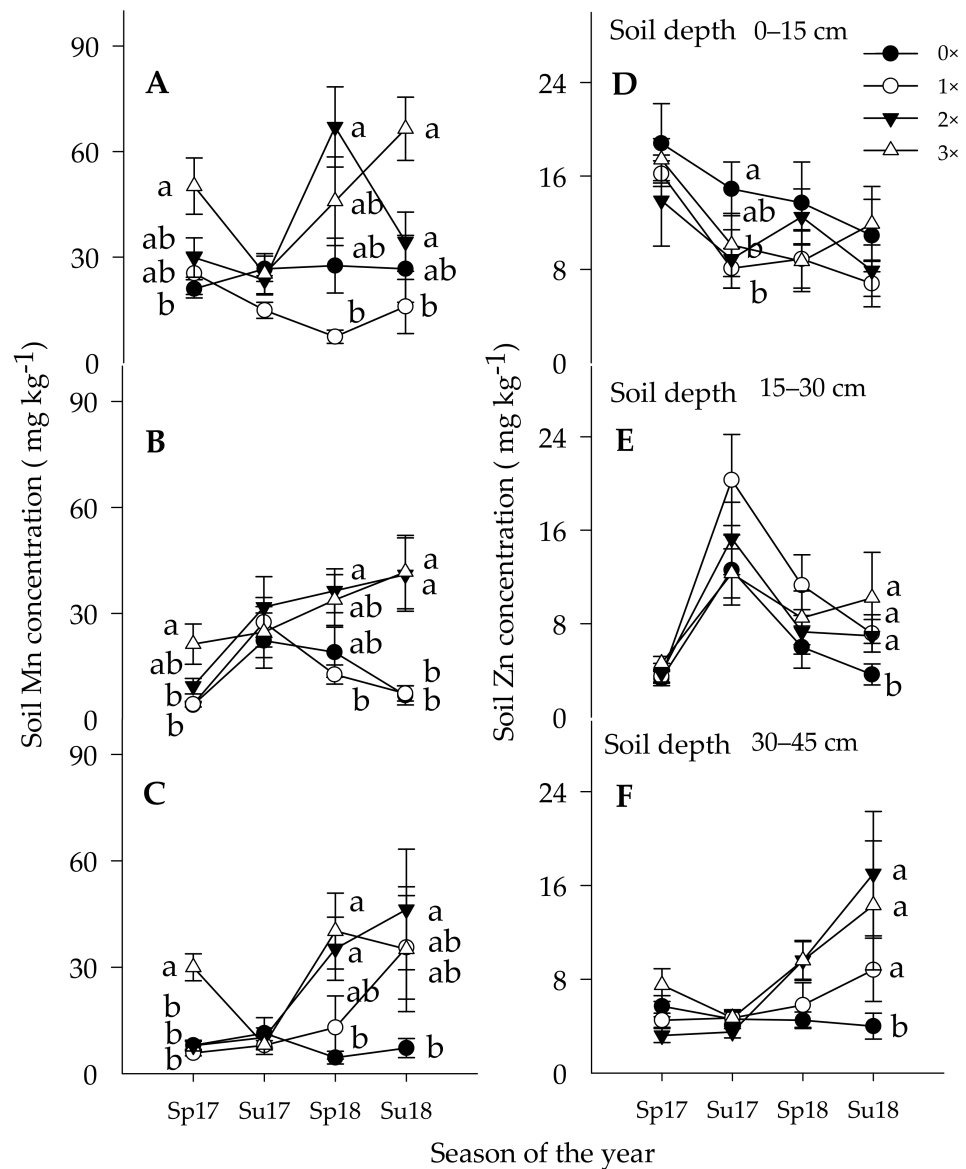 Soil depth 0–15 cm
0×
1×
2×
3×
90
60
30
0
A
a
ab
ab
b
a
ab
ab
b
a
a
ab
b
24
16
8
0
D
a
ab
b
b
Soil Mn concentration ( mg kg-1)
Soil Zn concentration ( mg kg-1)
Soil depth 15–30 cm
90
60
30
0
B
a
ab
b
b
a
ab
ab
b
a
a
b
b
24
16
8
0
E
a
a
a
b
Soil depth 30–45 cm
90
60
30
0
C
a
b
b
b
a
a
ab
b
a
ab
ab
b
24
16
8
0
F
a
a
a
b
Sp17 Su17 Sp18 Su18
Sp17 Su17 Sp18 Su18
Season of the year